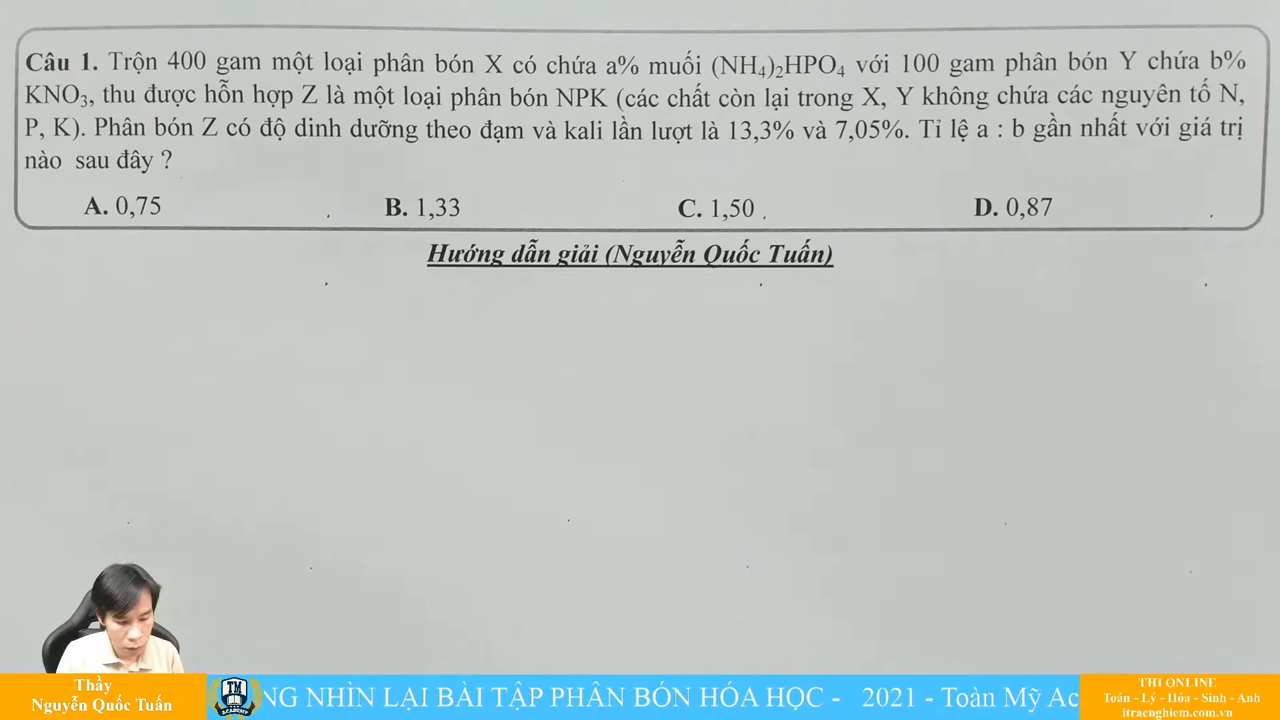 Câu 1. Trộn 400 gam một loại phân bón X có chứa a% muối (NH₄)₂HPO₄ với 100 gam phân bón Y chứa b%
KNO₃, thu được hỗn hợp Z là một loại phân bón NPK (các chất còn lại trong X, Y không chứa các nguyên tố N,
P, K). Phân bón Z có độ dinh dưỡng theo đạm và kali lần lượt là 13,3% và 7,05%. Tỉ lệ a : b gần nhất với giá trị
nào sau đây ?
A. 0,75 B. 1,33 C. 1,50 D. 0,87
Hướng dẫn giải (Nguyễn Quốc Tuấn)
Thầy
Nguyễn Quốc Tuấn
TM
ACADEMY
NG NHÌN LẠI BÀI TẬP PHÂN BÓN HÓA HỌC - 2021 - Toàn Mỹ Ac
THI ONLINE
Toán - Lý - Hóa - Sinh - Anh
itracnghiem.com.vn